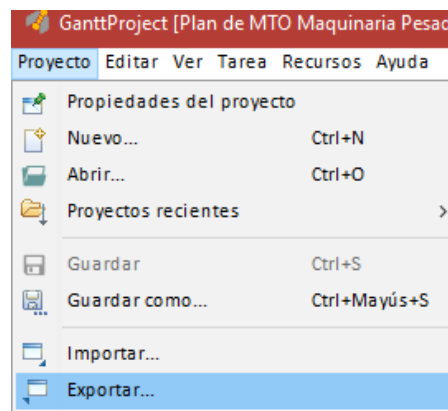 GanttProject [Plan de MTO Maquinaria Pesad
Proyecto Editar Ver Tarea Recursos Ayuda
Propiedades del proyecto
Nuevo... Ctrl+N
Abrir... Ctrl+O
Proyectos recientes
Guardar Ctrl+S
Guardar como... Ctrl+Mayús+S
Importar...
Exportar...